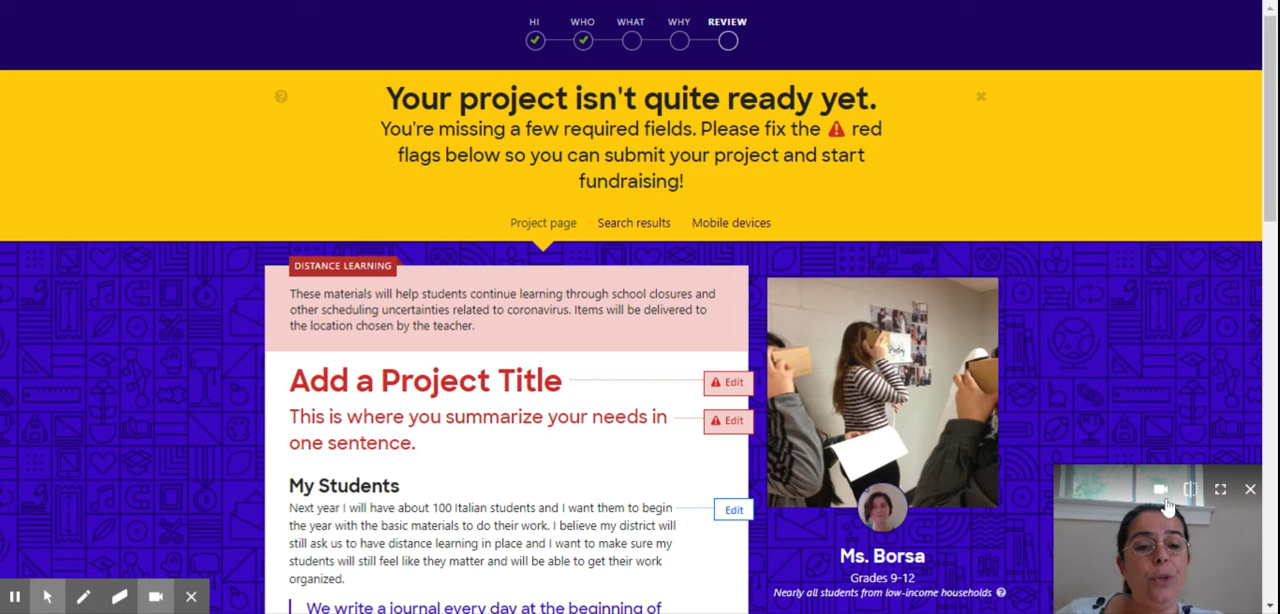 HI WHO WHAT WHY REVIEW
Your project isn't quite ready yet.
You're missing a few required fields. Please fix the red
flags below so you can submit your project and start
fundraising!
Project page Search results Mobile devices
DISTANCE LEARNING
These materials will help students continue learning through school closures and
other scheduling uncertainties related to coronavirus. Items will be delivered to
the location chosen by the teacher.
Add a Project Title
Edit
This is where you summarize your needs in
one sentence.
Edit
My Students
Next year I will have about 100 Italian students and I want them to begin
the year with the basic materials to do their work. I believe my district will
still ask us to have distance learning in place and I want to make sure my
students will still feel like they matter and will be able to get their work
organized.
Edit
We write a journal every day at the beginning of
Ms. Borsa
Grades 9-12
Nearly all students from low-income households